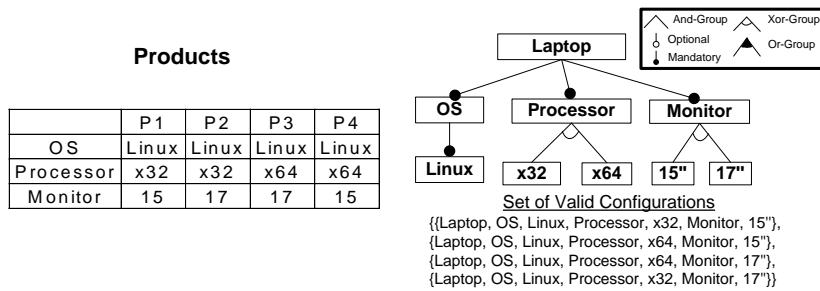 Products
P1 P2 P3 P4
OS Linux Linux Linux Linux
Processor x32 x32 x64 x64
Monitor 15 17 17 15
And-Group Xor-Group
Optional Or-Group
Mandatory
Laptop
OS Processor Monitor
Linux x32 x64 15" 17"
Set of Valid Configurations
{{Laptop, OS, Linux, Processor, x32, Monitor, 15"},
{Laptop, OS, Linux, Processor, x64, Monitor, 15"},
{Laptop, OS, Linux, Processor, x64, Monitor, 17"},
{Laptop, OS, Linux, Processor, x32, Monitor, 17"}}